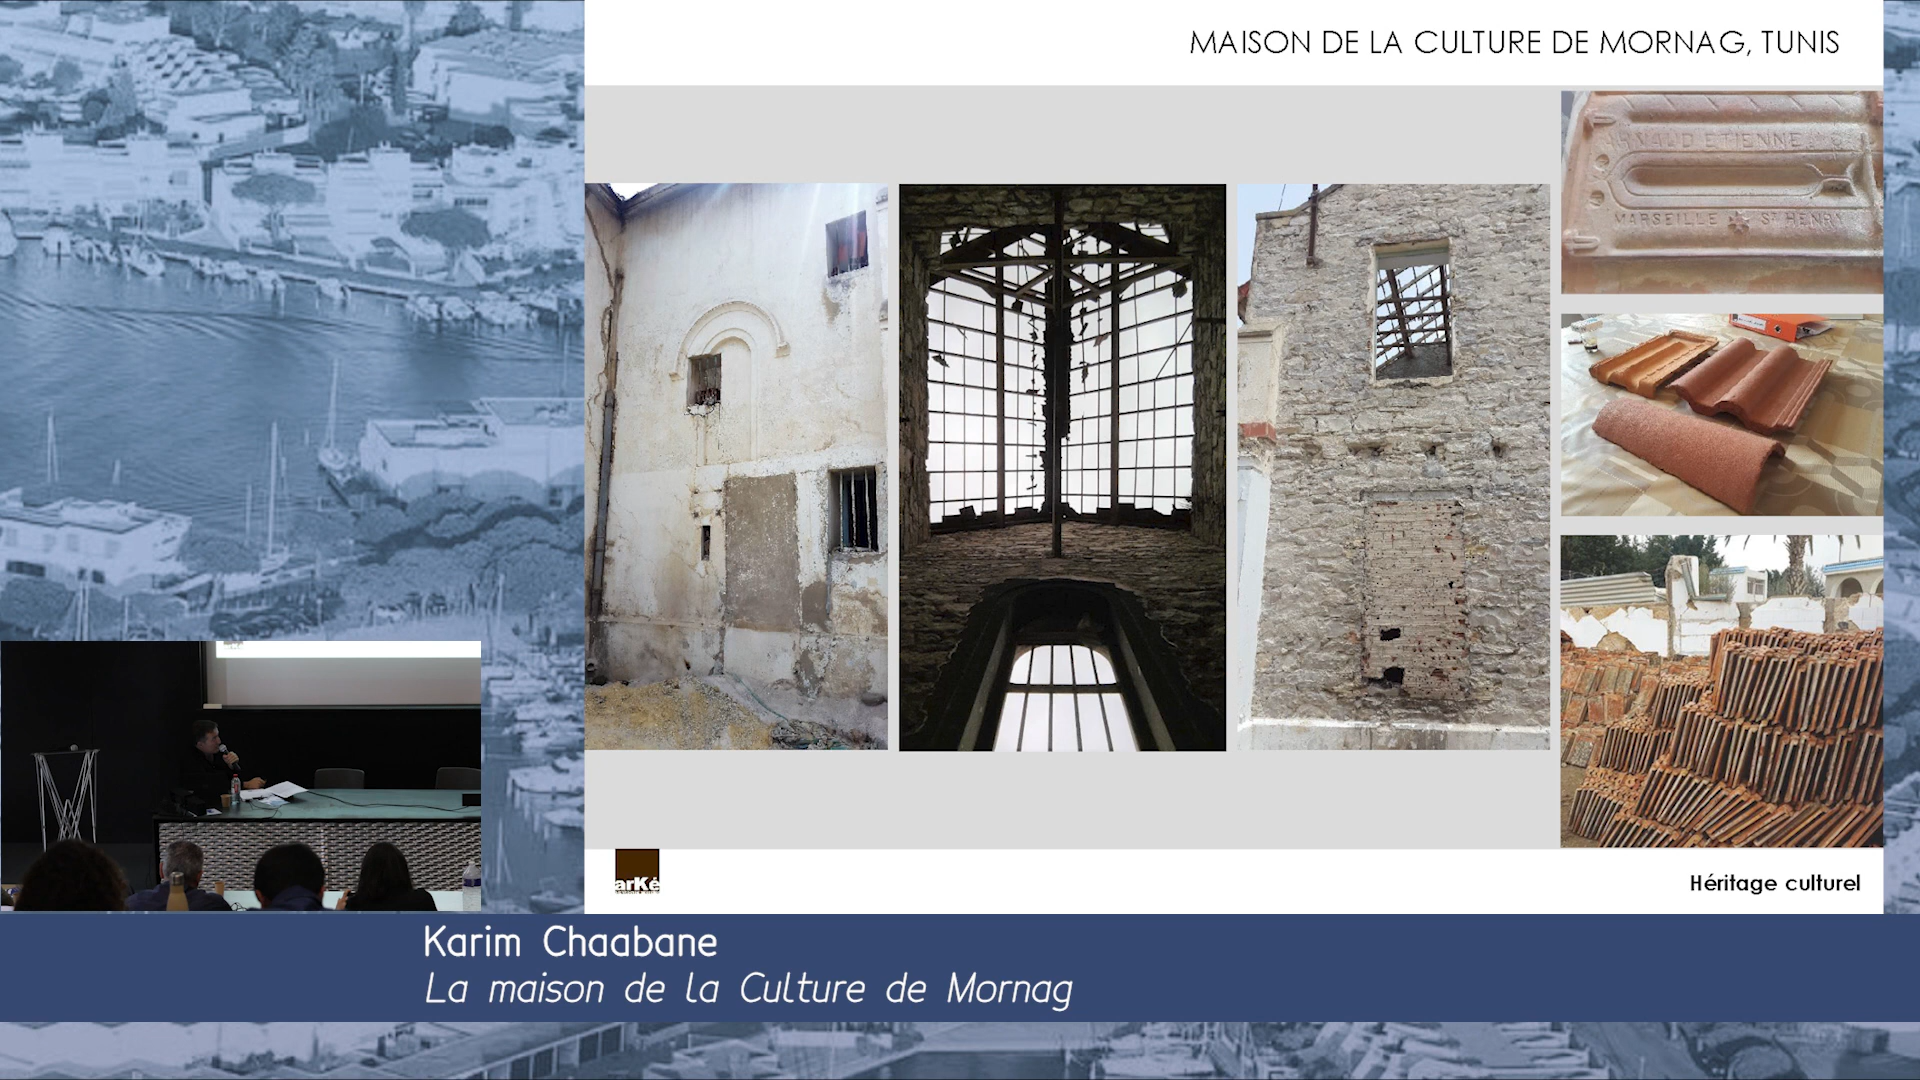 MAISON DE LA CULTURE DE MORNAG, TUNIS
ETIENNE
MARSEILLE ST HENRY
arKé
Héritage culturel
Karim Chaabane
La maison de la Culture de Mornag